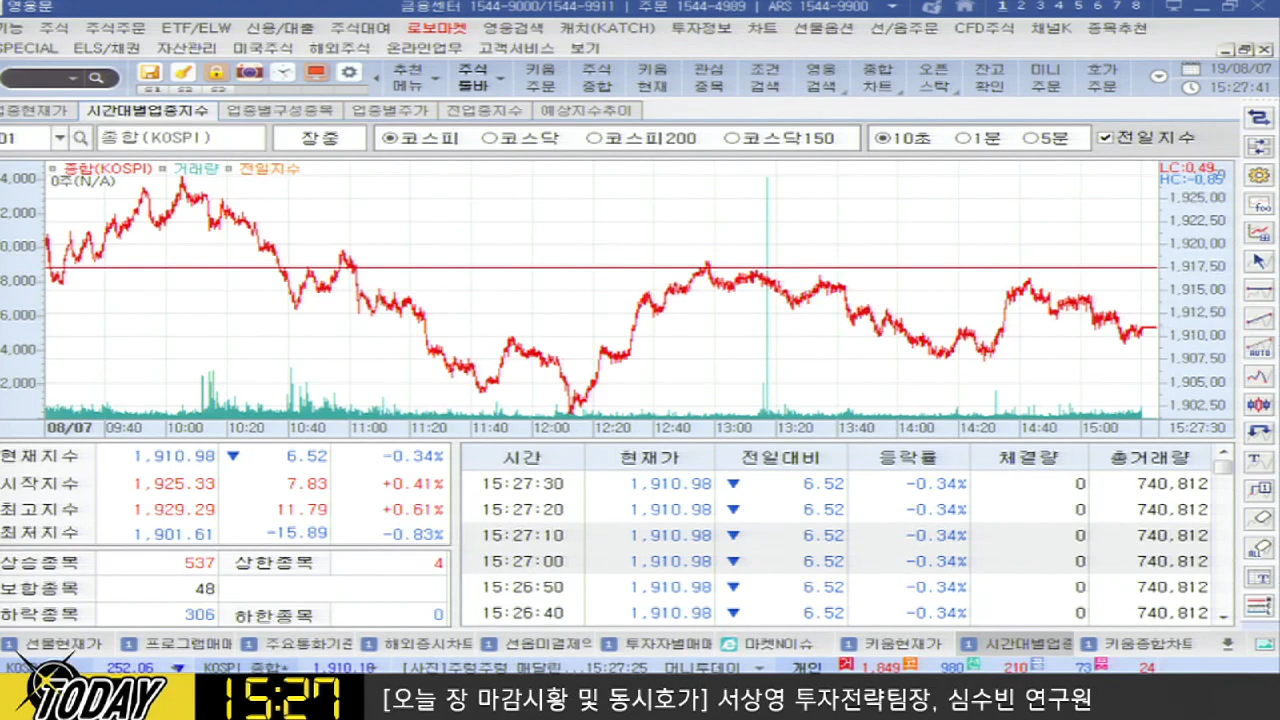 영웅문
금융센터 1544-9000/1544-9911 | 주문 1544-4989 | ARS 1544-9900
1 2 3 4 5 6 7 8
기능 주식 주식주문 ETF/ELW 신용/대출 주식대여 로보마켓 영웅검색 캐치(KATCH) 투자정보 차트 선물옵션 선/옵주문 CFD주식 채널K 종목추천
SPECIAL ELS/채권 자산관리 미국주식 해외주식 온라인업무 고객서비스 보기
추천 메뉴 주식 툴바 키움 주문 주식 종합 키움 현재 관심 종목 조건 검색 영웅 검색 종합 차트 오픈 스탁 잔고 확인 미니 주문 호가 주문
19/08/07
15:27:41
업종현재가 시간대별업종지수 업종별구성종목 업종별주가 전업종지수 예상지수추이
01 종합(KOSPI) 장중 코스피 코스닥 코스피200 코스닥150 10초 1분 5분 전일지수
종합(KOSPI) 거래량 전일지수
0주(N/A)
LC:0.49
HC:-0.85
4,000
2,000
0,000
8,000
6,000
4,000
2,000
1,925,00
1,922,50
1,920,00
1,917,50
1,915,00
1,912,50
1,910,00
1,907,50
1,905,00
1,902,50
08/07 09:40 10:00 10:20 10:40 11:00 11:20 11:40 12:00 12:20 12:40 13:00 13:20 13:40 14:00 14:20 14:40 15:00 15:27:30
현재지수 1,910.98 ▼ 6.52 -0.34%
시작지수 1,925.33 7.83 +0.41%
최고지수 1,929.29 11.79 +0.61%
최저지수 1,901.61 -15.89 -0.83%
상승종목 537 상한종목 4
보합종목 48
하락종목 306 하한종목 0
시간 현재가 전일대비 등락률 체결량 총거래량
15:27:30 1,910.98 ▼ 6.52 -0.34% 0 740,812
15:27:20 1,910.98 ▼ 6.52 -0.34% 0 740,812
15:27:10 1,910.98 ▼ 6.52 -0.34% 0 740,812
15:27:00 1,910.98 ▼ 6.52 -0.34% 0 740,812
15:26:50 1,910.98 ▼ 6.52 -0.34% 0 740,812
15:26:40 1,910.98 ▼ 6.52 -0.34% 0 740,812
1 선물현재가 1 프로그램매매 1 주요통화기준 1 해외증시차트 1 선옵미결제약 1 투자자별매매 마켓N이슈 1 키움현재가 1 시간대별업종 1 키움종합차트
252.06 ▼ KOSPI 종합 1,910.18 [사진]주렁주렁 매달린... 15:27:25 머니투데이 개인 1,849 980 210 73 24
TODAY 15:27 [오늘 장 마감시황 및 동시호가] 서상영 투자전략팀장, 심수빈 연구원